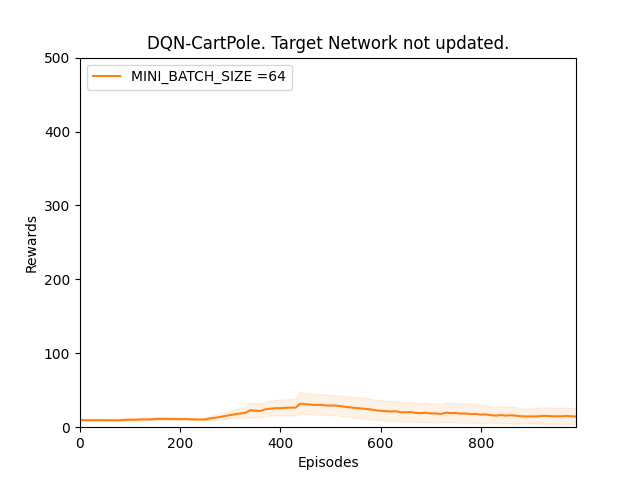 DQN-CartPole. Target Network not updated.
MINI_BATCH_SIZE =64
500
400
300
200
100
0
Rewards
0 200 400 600 800
Episodes